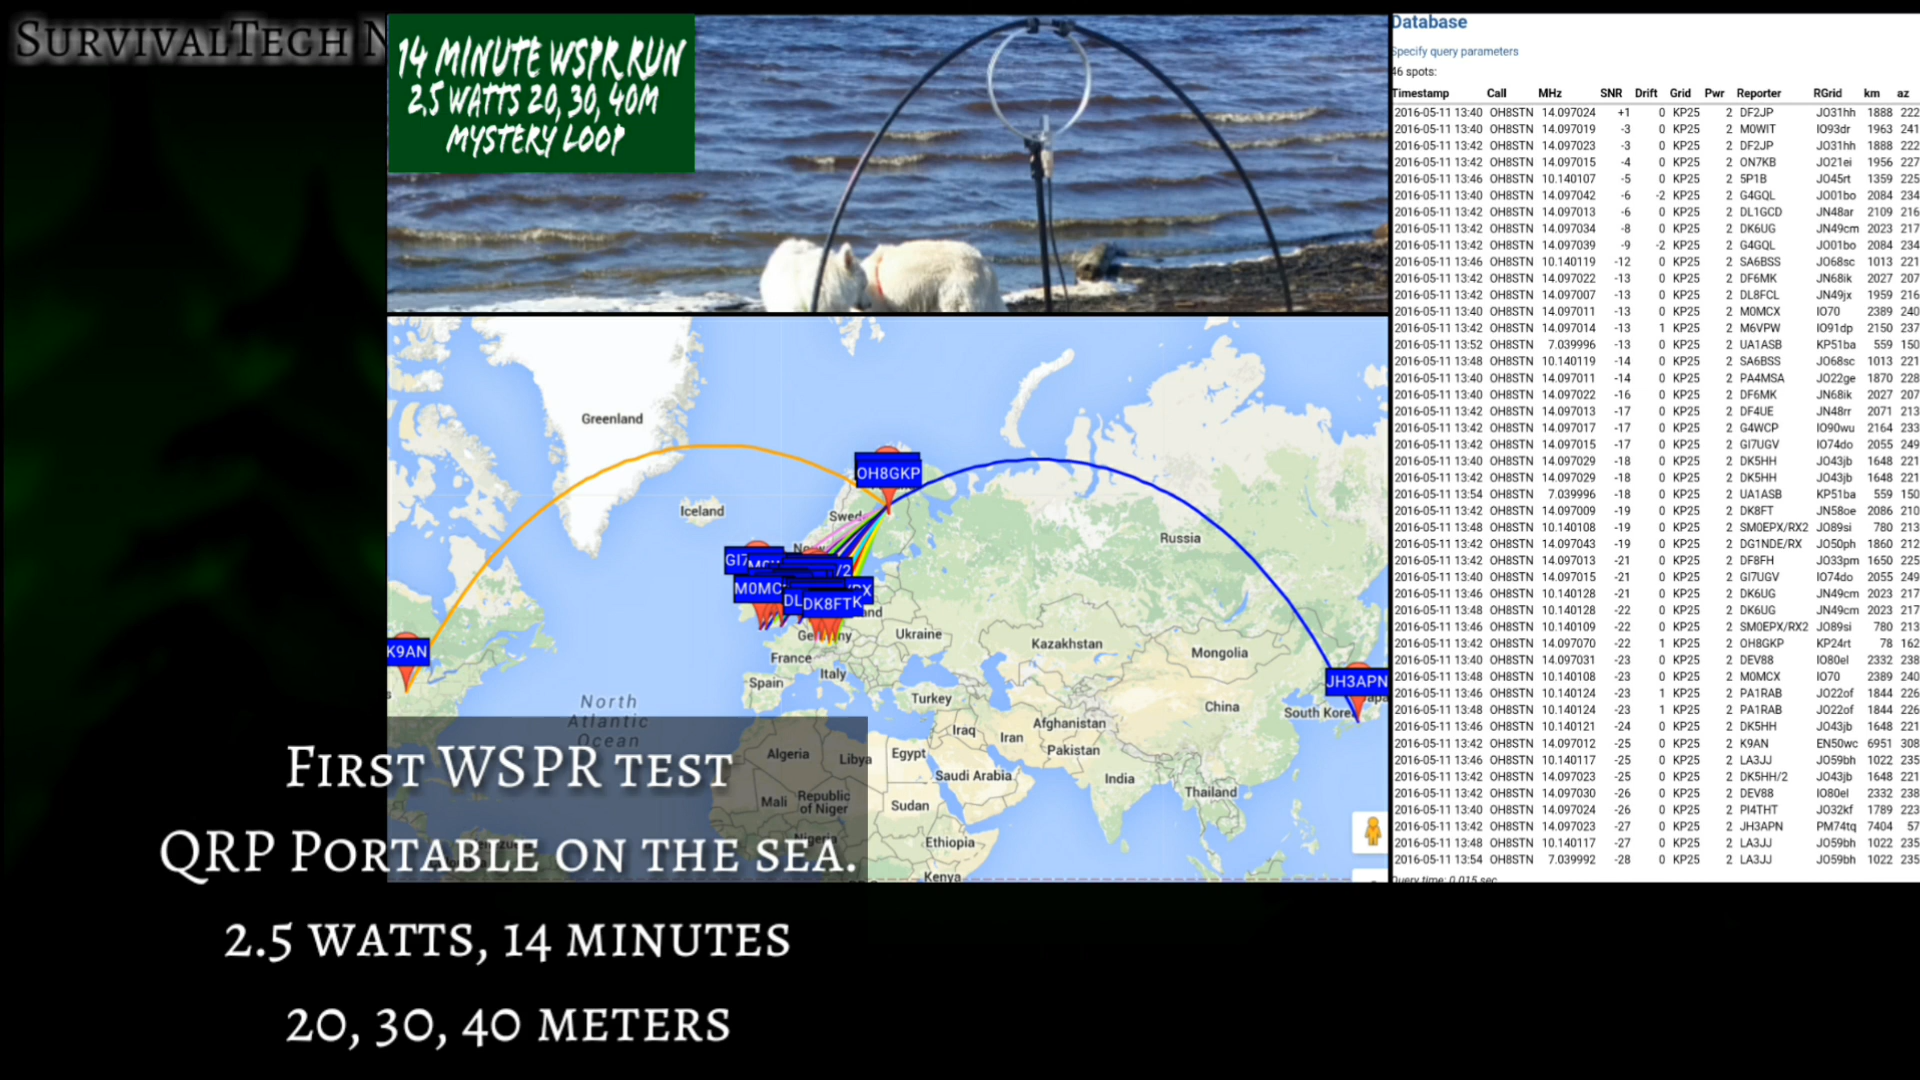 SurvivalTech N
14 MINUTE WSPR RUN
2,5 WATTS 20, 30, 40M
MYSTERY LOOP
Greenland
Iceland
OH8GKP
Russia
GI7
M0MC
DL
DK8FTK
K9AN
JH3APN
Ukraine
France
Italy
Spain
Kazakhstan
Mongolia
Turkey
China
North
Atlantic
Ocean
Algeria
Libya
Egypt
Iraq
Iran
Afghanistan
Pakistan
Saudi Arabia
India
Thailand
Mali
Republic
of Niger
Sudan
Nigeria
Ethiopia
Kenya
First WSPR test
QRP Portable on the sea.
2.5 watts, 14 minutes
20, 30, 40 meters
Database
Specify query parameters
46 spots:
Timestamp Call MHz SNR Drift Grid Pwr Reporter RGrid km az
2016-05-11 13:40 OH8STN 14.097024 +1 0 KP25 2 DF2JP JO31hh 1888 222
2016-05-11 13:40 OH8STN 14.097019 -3 0 KP25 2 M0WIT IO93dr 1963 241
2016-05-11 13:42 OH8STN 14.097023 -3 0 KP25 2 DF2JP JO31hh 1888 222
2016-05-11 13:42 OH8STN 14.097015 -4 0 KP25 2 ON7KB JO21ei 1956 227
2016-05-11 13:46 OH8STN 10.140107 -5 0 KP25 2 5P1B JO45rt 1359 225
2016-05-11 13:40 OH8STN 14.097042 -6 -2 KP25 2 G4GQL JO01bo 2084 234
2016-05-11 13:42 OH8STN 14.097013 -6 0 KP25 2 DL1GCD JN48ar 2109 216
2016-05-11 13:42 OH8STN 14.097034 -8 0 KP25 2 DK6UG JN49cm 2023 217
2016-05-11 13:42 OH8STN 14.097039 -9 -2 KP25 2 G4GQL JO01bo 2084 234
2016-05-11 13:46 OH8STN 10.140119 -12 0 KP25 2 SA6BSS JO68sc 1013 221
2016-05-11 13:42 OH8STN 14.097022 -13 0 KP25 2 DF6MK JN68ik 2027 207
2016-05-11 13:42 OH8STN 14.097007 -13 0 KP25 2 DL8FCL JN49jx 1959 216
2016-05-11 13:42 OH8STN 14.097011 -13 0 KP25 2 M0MCX IO70 2389 240
2016-05-11 13:42 OH8STN 14.097014 -13 1 KP25 2 M6VPW IO91dp 2150 237
2016-05-11 13:52 OH8STN 7.039996 -13 0 KP25 2 UA1ASB KP51ba 559 150
2016-05-11 13:48 OH8STN 10.140119 -14 0 KP25 2 SA6BSS JO68sc 1013 221
2016-05-11 13:40 OH8STN 14.097011 -14 0 KP25 2 PA4MSA JO22ge 1870 228
2016-05-11 13:40 OH8STN 14.097022 -16 0 KP25 2 DF6MK JN68ik 2027 207
2016-05-11 13:42 OH8STN 14.097013 -17 0 KP25 2 DF4UE JN48rr 2071 213
2016-05-11 13:42 OH8STN 14.097017 -17 0 KP25 2 G4WCP IO90wu 2164 233
2016-05-11 13:42 OH8STN 14.097015 -17 0 KP25 2 GI7UGV IO74do 2055 249
2016-05-11 13:40 OH8STN 14.097029 -18 0 KP25 2 DK5HH JO43jb 1648 221
2016-05-11 13:42 OH8STN 14.097029 -18 0 KP25 2 DK5HH JO43jb 1648 221
2016-05-11 13:54 OH8STN 7.039996 -18 0 KP25 2 UA1ASB KP51ba 559 150
2016-05-11 13:42 OH8STN 14.097009 -19 0 KP25 2 DK8FT JN58oe 2086 210
2016-05-11 13:48 OH8STN 10.140108 -19 0 KP25 2 SM0EPX/RX2 JO89si 780 213
2016-05-11 13:42 OH8STN 14.097043 -19 0 KP25 2 DG1NDE/RX JO50ph 1860 212
2016-05-11 13:42 OH8STN 14.097013 -21 0 KP25 2 DF8FH JO33pm 1650 225
2016-05-11 13:40 OH8STN 14.097015 -21 0 KP25 2 GI7UGV IO74do 2055 249
2016-05-11 13:46 OH8STN 10.140128 -21 0 KP25 2 DK6UG JN49cm 2023 217
2016-05-11 13:48 OH8STN 10.140128 -22 0 KP25 2 DK6UG JN49cm 2023 217
2016-05-11 13:46 OH8STN 10.140109 -22 0 KP25 2 SM0EPX/RX2 JO89si 780 213
2016-05-11 13:42 OH8STN 14.097070 -22 1 KP25 2 OH8GKP KP24rt 78 162
2016-05-11 13:40 OH8STN 14.097031 -23 0 KP25 2 DEV88 IO80el 2332 238
2016-05-11 13:46 OH8STN 10.140108 -23 0 KP25 2 M0MCX IO70 2389 240
2016-05-11 13:46 OH8STN 10.140124 -23 1 KP25 2 PA1RAB JO22of 1844 226
2016-05-11 13:48 OH8STN 10.140124 -23 1 KP25 2 PA1RAB JO22of 1844 226
2016-05-11 13:46 OH8STN 10.140121 -24 0 KP25 2 DK5HH JO43jb 1648 221
2016-05-11 13:42 OH8STN 14.097012 -25 0 KP25 2 K9AN EN50wc 6951 308
2016-05-11 13:46 OH8STN 10.140117 -25 0 KP25 2 LA3JJ JO59bh 1022 235
2016-05-11 13:42 OH8STN 14.097023 -25 0 KP25 2 DK5HH/2 JO43jb 1648 221
2016-05-11 13:42 OH8STN 14.097030 -26 0 KP25 2 DEV88 IO80el 2332 238
2016-05-11 13:40 OH8STN 14.097024 -26 0 KP25 2 PI4THT JO32kf 1789 223
2016-05-11 13:42 OH8STN 14.097023 -27 0 KP25 2 JH3APN PM74tq 7404 57
2016-05-11 13:48 OH8STN 10.140117 -27 0 KP25 2 LA3JJ JO59bh 1022 235
2016-05-11 13:54 OH8STN 7.039992 -28 0 KP25 2 LA3JJ JO59bh 1022 235
Query time: 0.015 sec